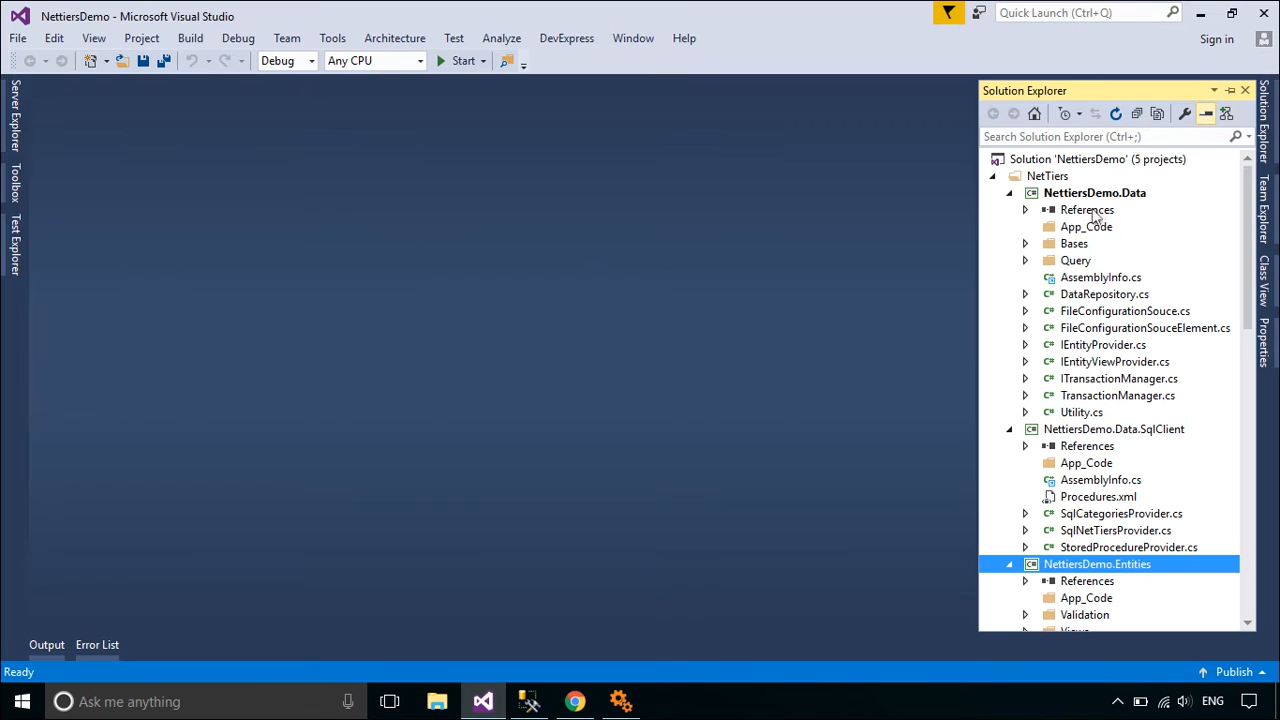 NettiersDemo - Microsoft Visual Studio
Quick Launch (Ctrl+Q)
File Edit View Project Build Debug Team Tools Architecture Test Analyze DevExpress Window Help
Sign in
Debug Any CPU Start
Server Explorer
Toolbox
Test Explorer
Solution Explorer
Search Solution Explorer (Ctrl+;)
Solution 'NettiersDemo' (5 projects)
NetTiers
NettiersDemo.Data
References
App_Code
Bases
Query
AssemblyInfo.cs
DataRepository.cs
FileConfigurationSouce.cs
FileConfigurationSouceElement.cs
IEntityProvider.cs
IEntityViewProvider.cs
ITransactionManager.cs
TransactionManager.cs
Utility.cs
NettiersDemo.Data.SqlClient
References
App_Code
AssemblyInfo.cs
Procedures.xml
SqlCategoriesProvider.cs
SqlNetTiersProvider.cs
StoredProcedureProvider.cs
NettiersDemo.Entities
References
App_Code
Validation
Views
Solution Explorer
Team Explorer
Class View
Properties
Output Error List
Ready
Publish
Ask me anything
ENG